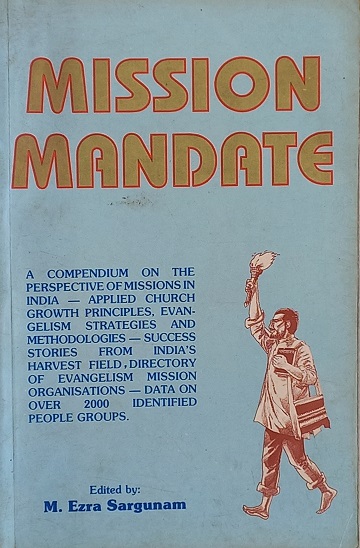 MISSION
MANDATE
A COMPENDIUM ON THE
PERSPECTIVE OF MISSIONS IN
INDIA — APPLIED CHURCH
GROWTH PRINCIPLES, EVAN-
GELISM STRATEGIES AND
METHODOLOGIES — SUCCESS
STORIES FROM INDIA'S
HARVEST FIELD, DIRECTORY
OF EVANGELISM MISSION
ORGANISATIONS — DATA ON
OVER 2000 IDENTIFIED
PEOPLE GROUPS.
Edited by:
M. Ezra Sargunam